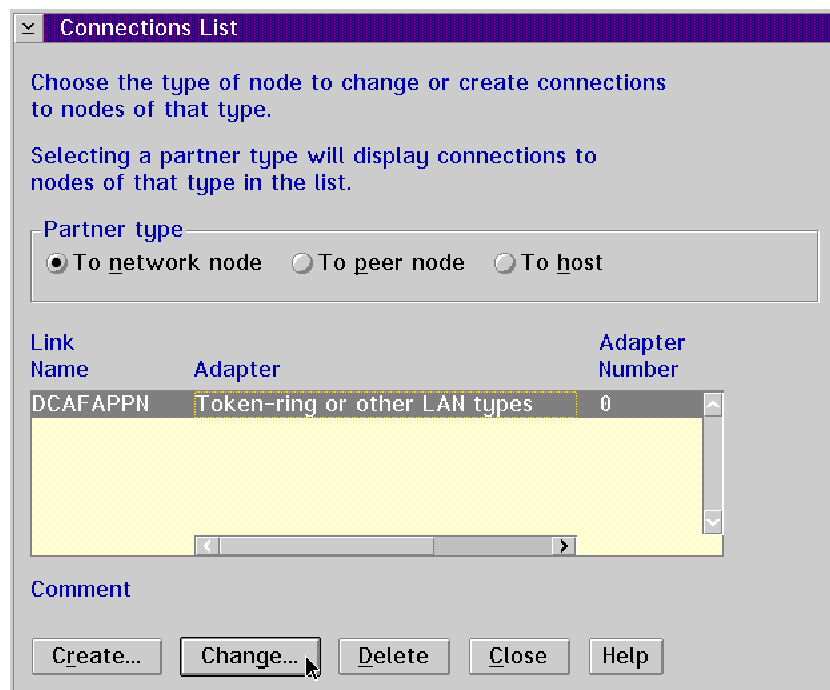 Connections List
Choose the type of node to change or create connections
to nodes of that type.
Selecting a partner type will display connections to
nodes of that type in the list.
Partner type
To network node To peer node To host
Link Adapter
Name Adapter Number
DCAFAPPN Token-ring or other LAN types 0
Comment
Create... Change... Delete Close Help